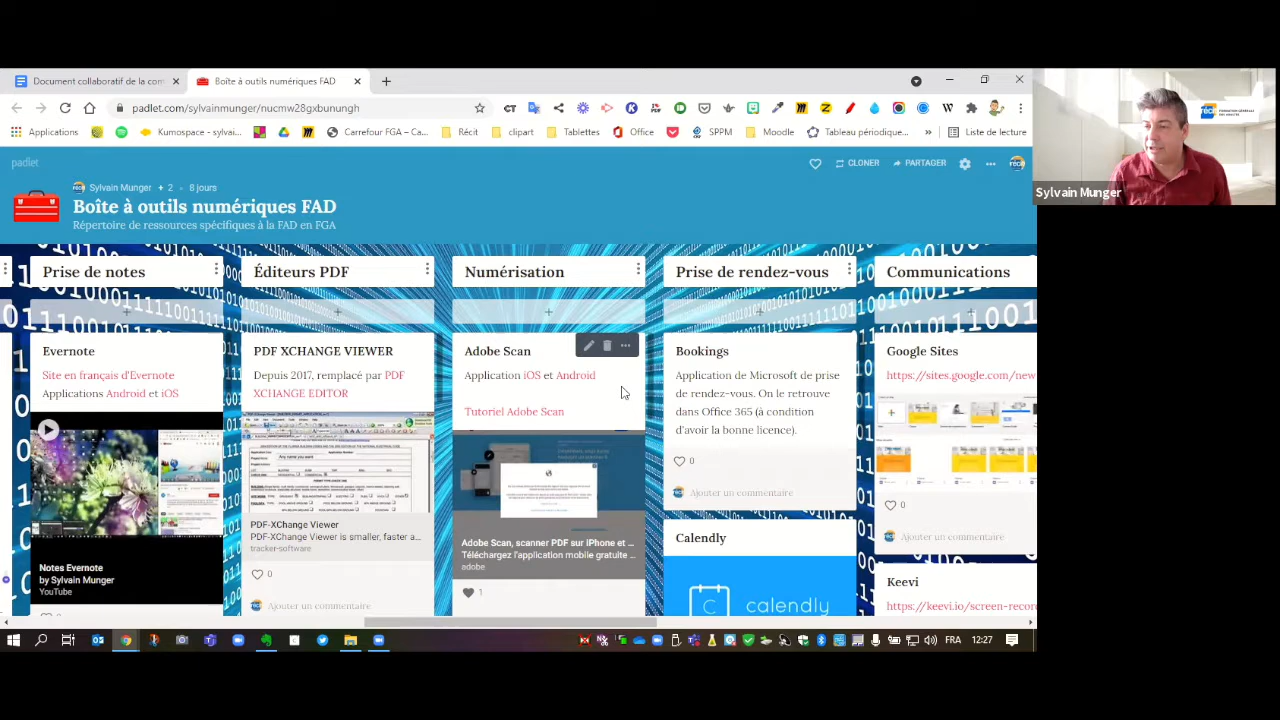 Document collaboratif de la con
Boîte à outils numériques FAD
padlet.com/sylvainmunger/nucmw28gxbunungh
Applications
Kumospace - sylvai...
Carrefour FGA – Ca...
Récit
clipart
Tablettes
Office
SPPM
Moodle
Tableau périodique...
»
Liste de lecture
padlet
CLONER
PARTAGER
Sylvain Munger + 2 • 8 jours
Boîte à outils numériques FAD
Répertoire de ressources spécifiques à la FAD en FGA
Prise de notes
Éditeurs PDF
Numérisation
Prise de rendez-vous
Communications
Evernote
Site en français d'Evernote
Applications Android et iOS
Notes Evernote
by Sylvain Munger
YouTube
PDF XCHANGE VIEWER
Depuis 2017, remplacé par PDF
XCHANGE EDITOR
PDF-XChange Viewer
PDF-XChange Viewer is smaller, faster a...
tracker-software
0
Ajouter un commentaire
Adobe Scan
Application iOS et Android
Tutoriel Adobe Scan
Adobe Scan, scanner PDF sur iPhone et ...
Téléchargez l'application mobile gratuite ...
adobe
1
Bookings
Application de Microsoft de prise
de rendez-vous. On le retrouve
dans Office 365 (à condition
d'avoir la bonne licence).
0
Ajouter un commentaire
Calendly
calendly
Google Sites
https://sites.google.com/new
0
Ajouter un commentaire
Keevi
https://keevi.io/screen-recor
FRA
12:27
Sylvain Munger